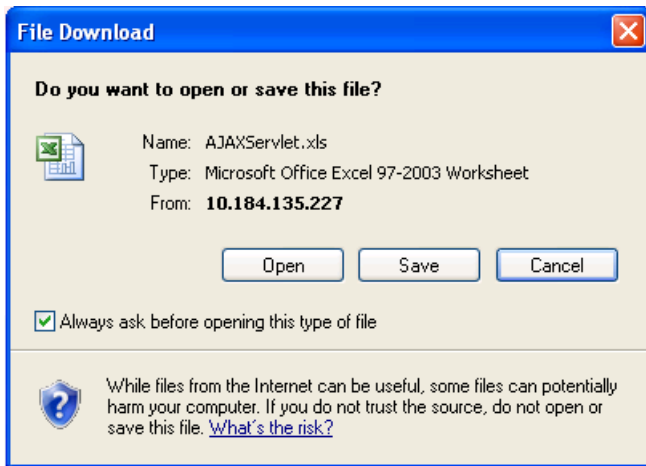 File Download
Do you want to open or save this file?
Name: AJAXServlet.xls
Type: Microsoft Office Excel 97-2003 Worksheet
From: 10.184.135.227
Open Save Cancel
Always ask before opening this type of file
While files from the Internet can be useful, some files can potentially
harm your computer. If you do not trust the source, do not open or
save this file. What's the risk?